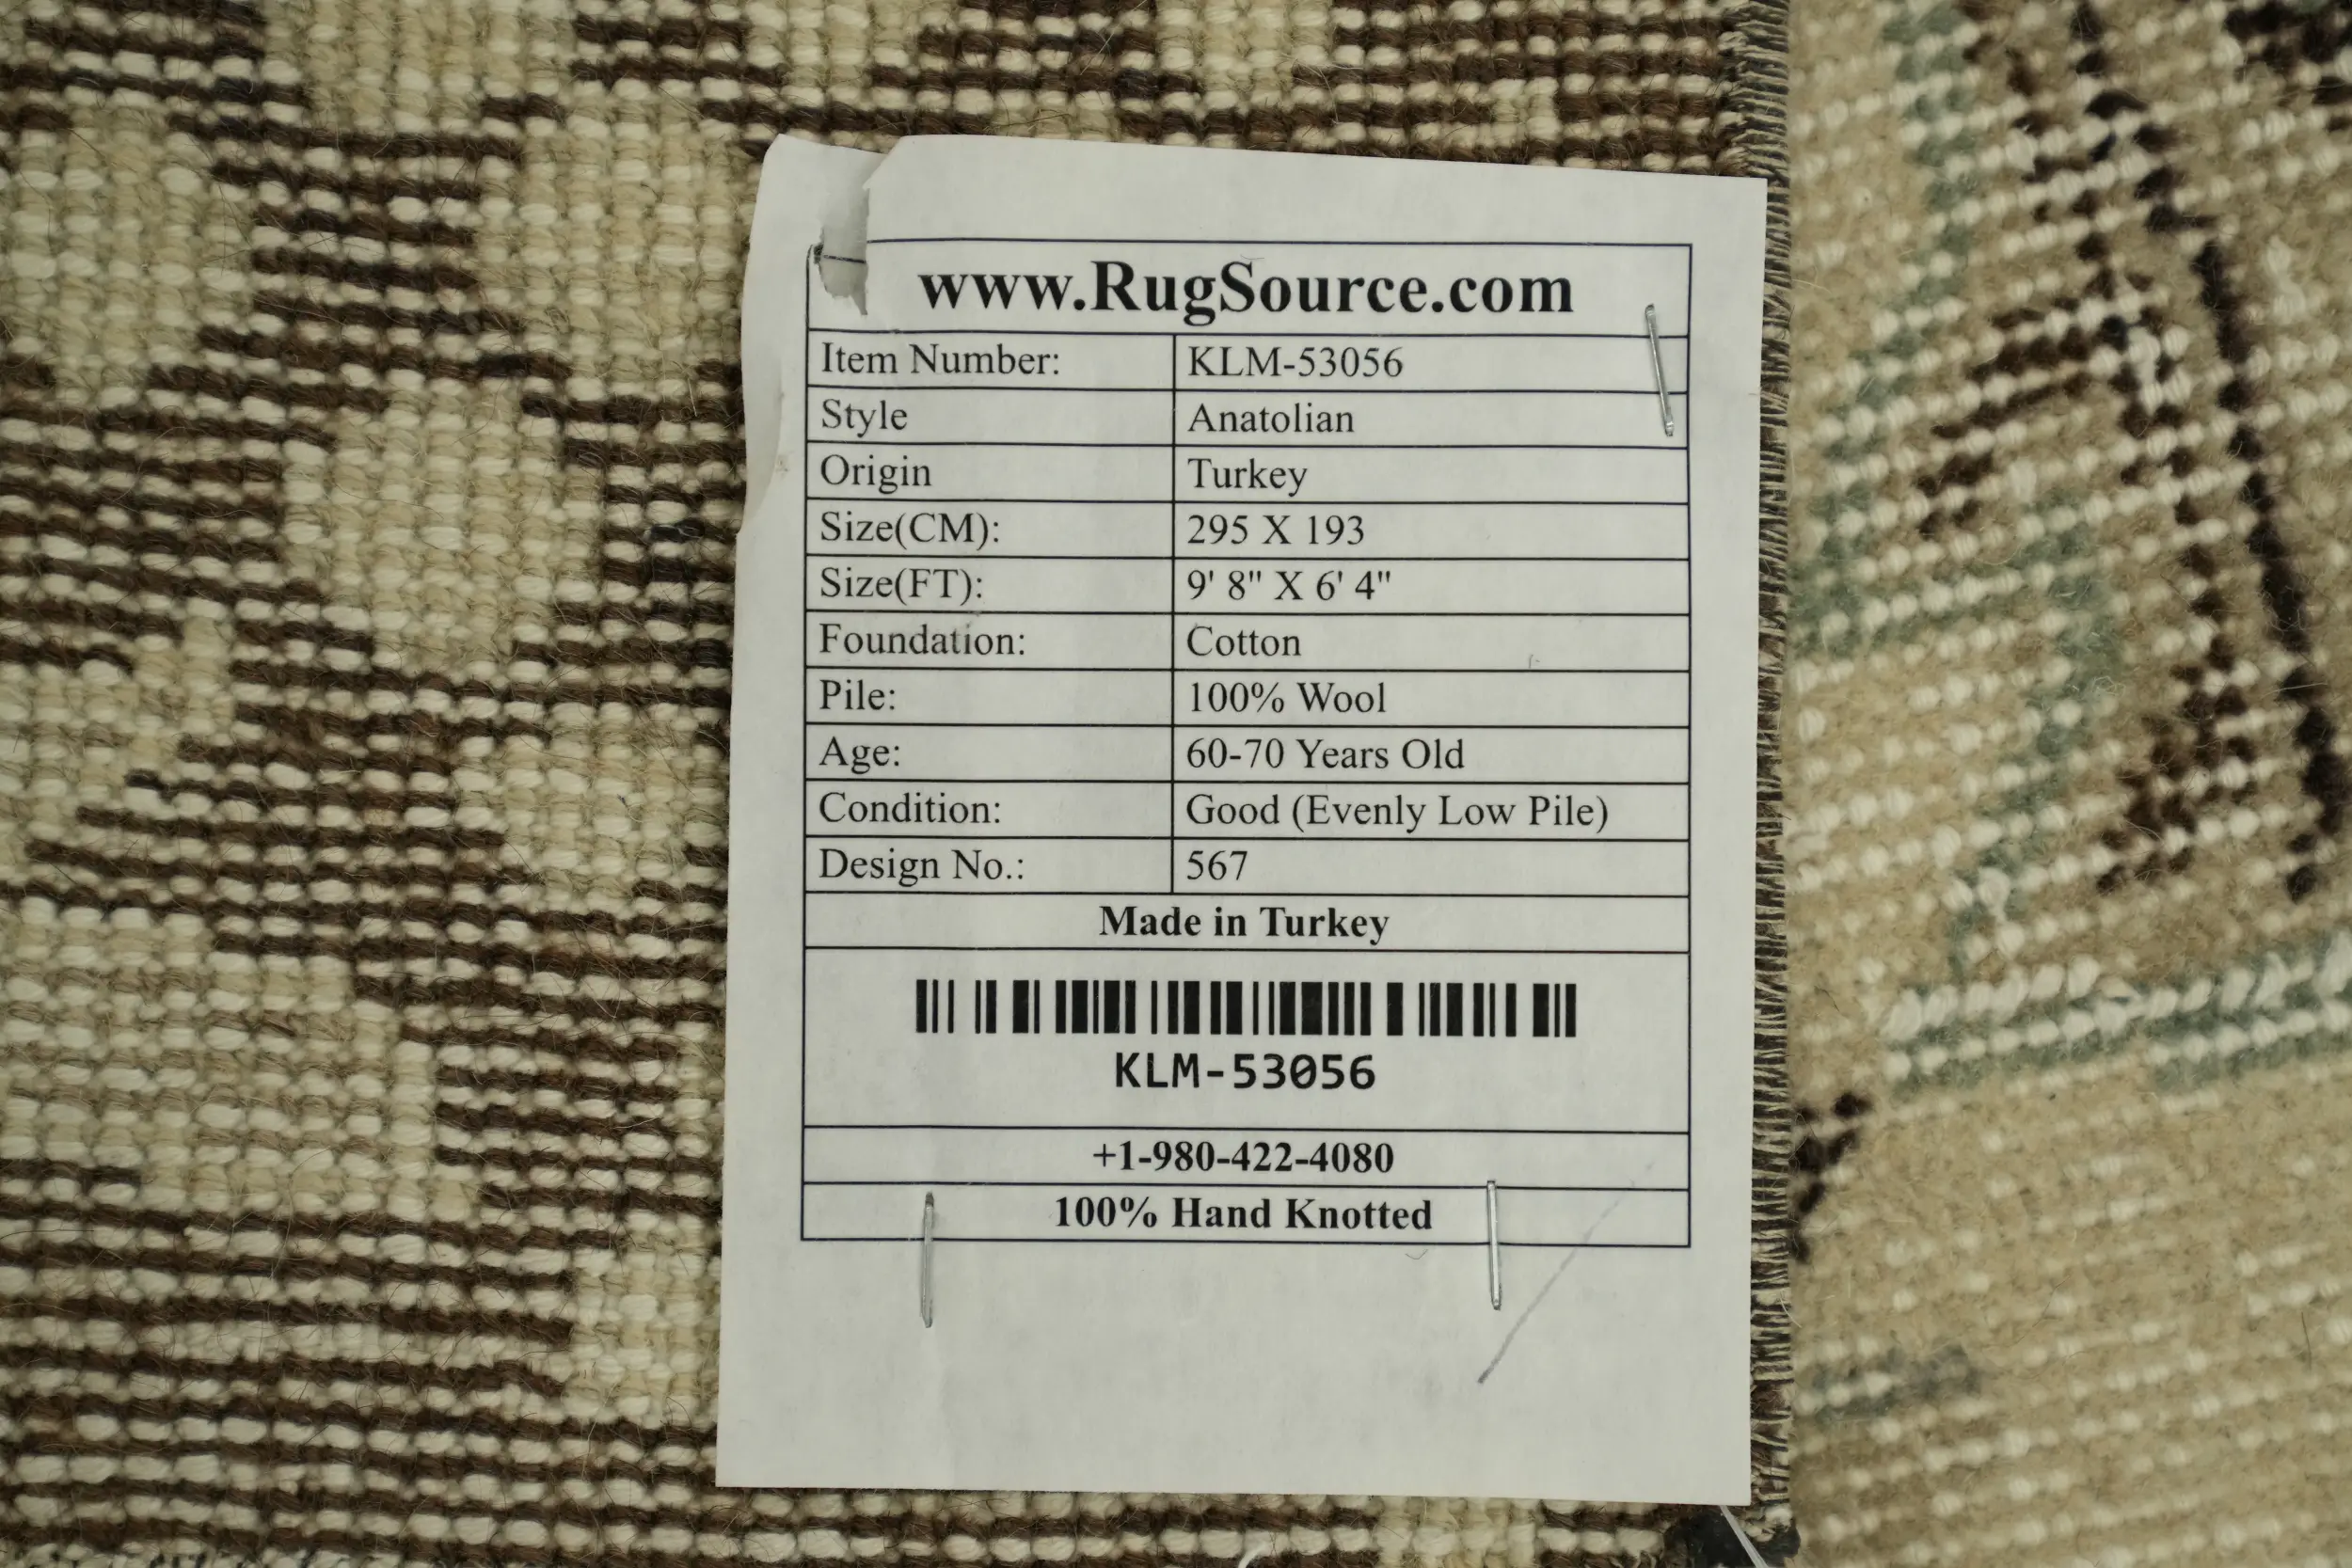 www.RugSource.com
Item Number: KLM-53056
Style Anatolian
Origin Turkey
Size(CM): 295 X 193
Size(FT): 9' 8" X 6' 4"
Foundation: Cotton
Pile: 100% Wool
Age: 60-70 Years Old
Condition: Good (Evenly Low Pile)
Design No.: 567
Made in Turkey
KLM-53056
+1-980-422-4080
100% Hand Knotted